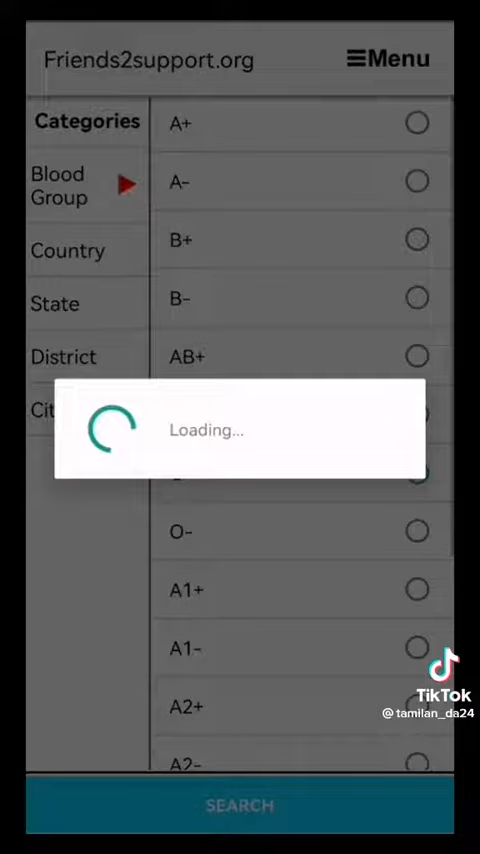 Friends2support.org
☰Menu
Categories
A+
Blood
Group
A-
B+
Country
B-
State
AB+
District
Loading...
O-
A1+
A1-
A2+
A2-
SEARCH
TikTok
@tamilan_da24